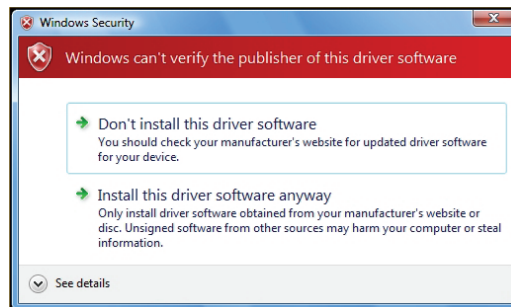 Windows Security
Windows can't verify the publisher of this driver software
Don't install this driver software
You should check your manufacturer's website for updated driver software
for your device.
Install this driver software anyway
Only install driver software obtained from your manufacturer's website or
disc. Unsigned software from other sources may harm your computer or steal
information.
See details